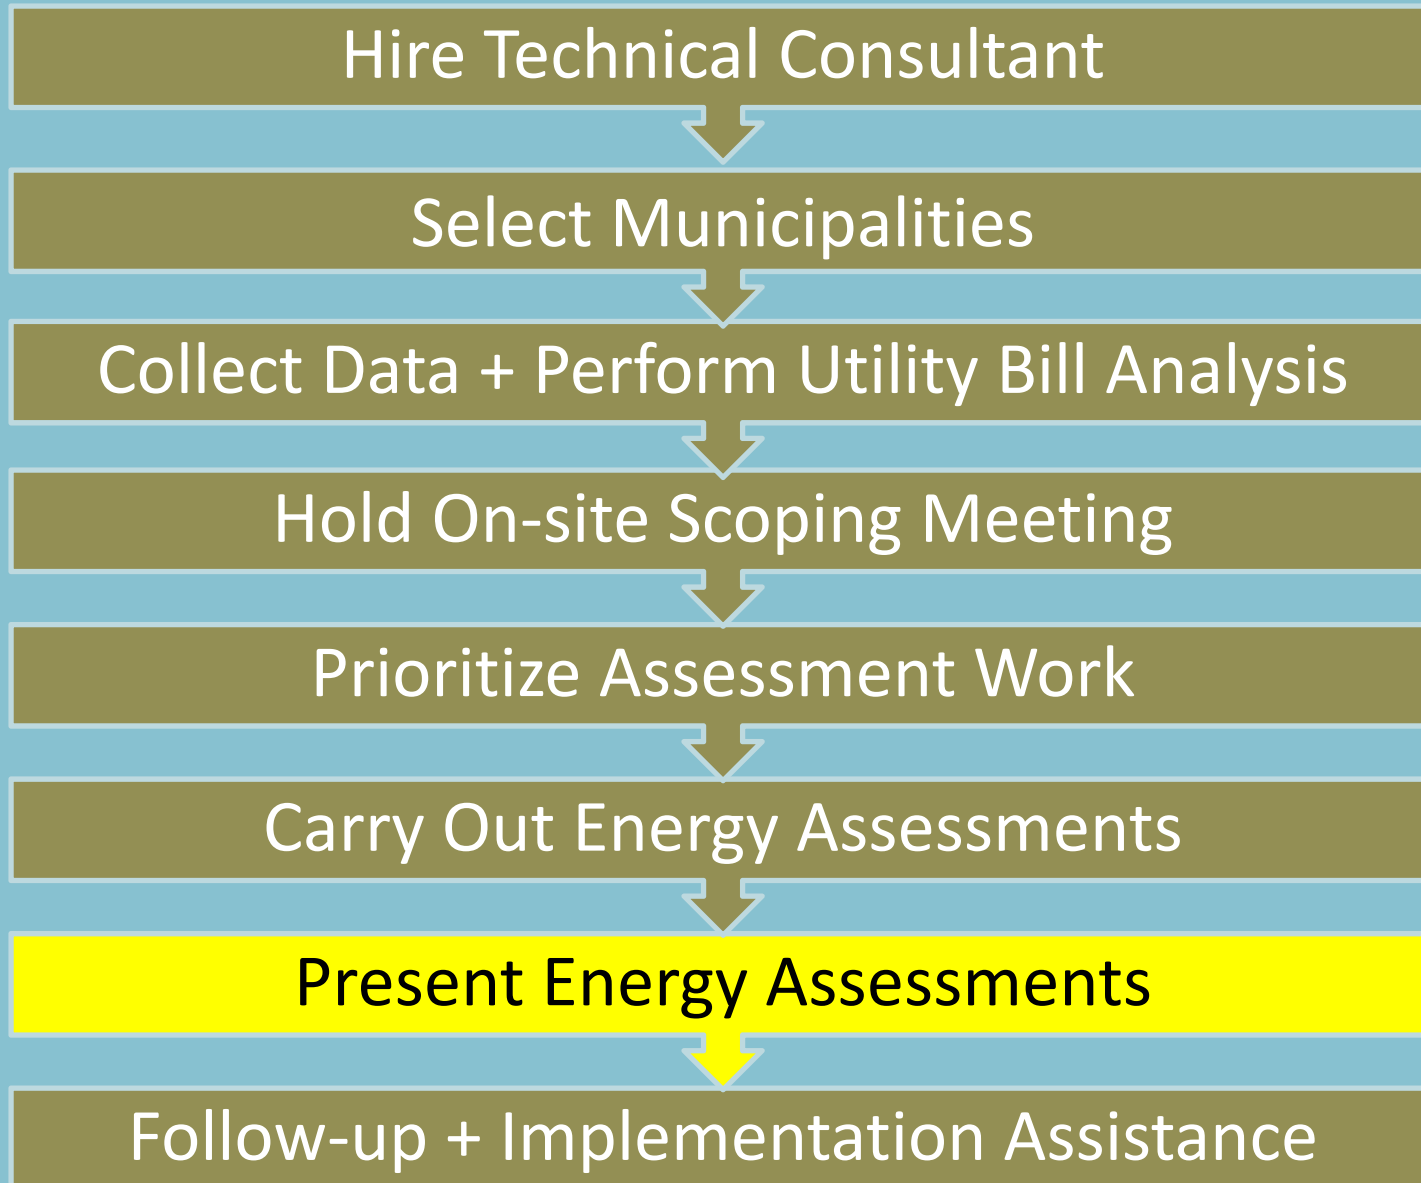 Hire Technical Consultant
Select Municipalities
Collect Data + Perform Utility Bill Analysis
Hold On-site Scoping Meeting
Prioritize Assessment Work
Carry Out Energy Assessments
Present Energy Assessments
Follow-up + Implementation Assistance